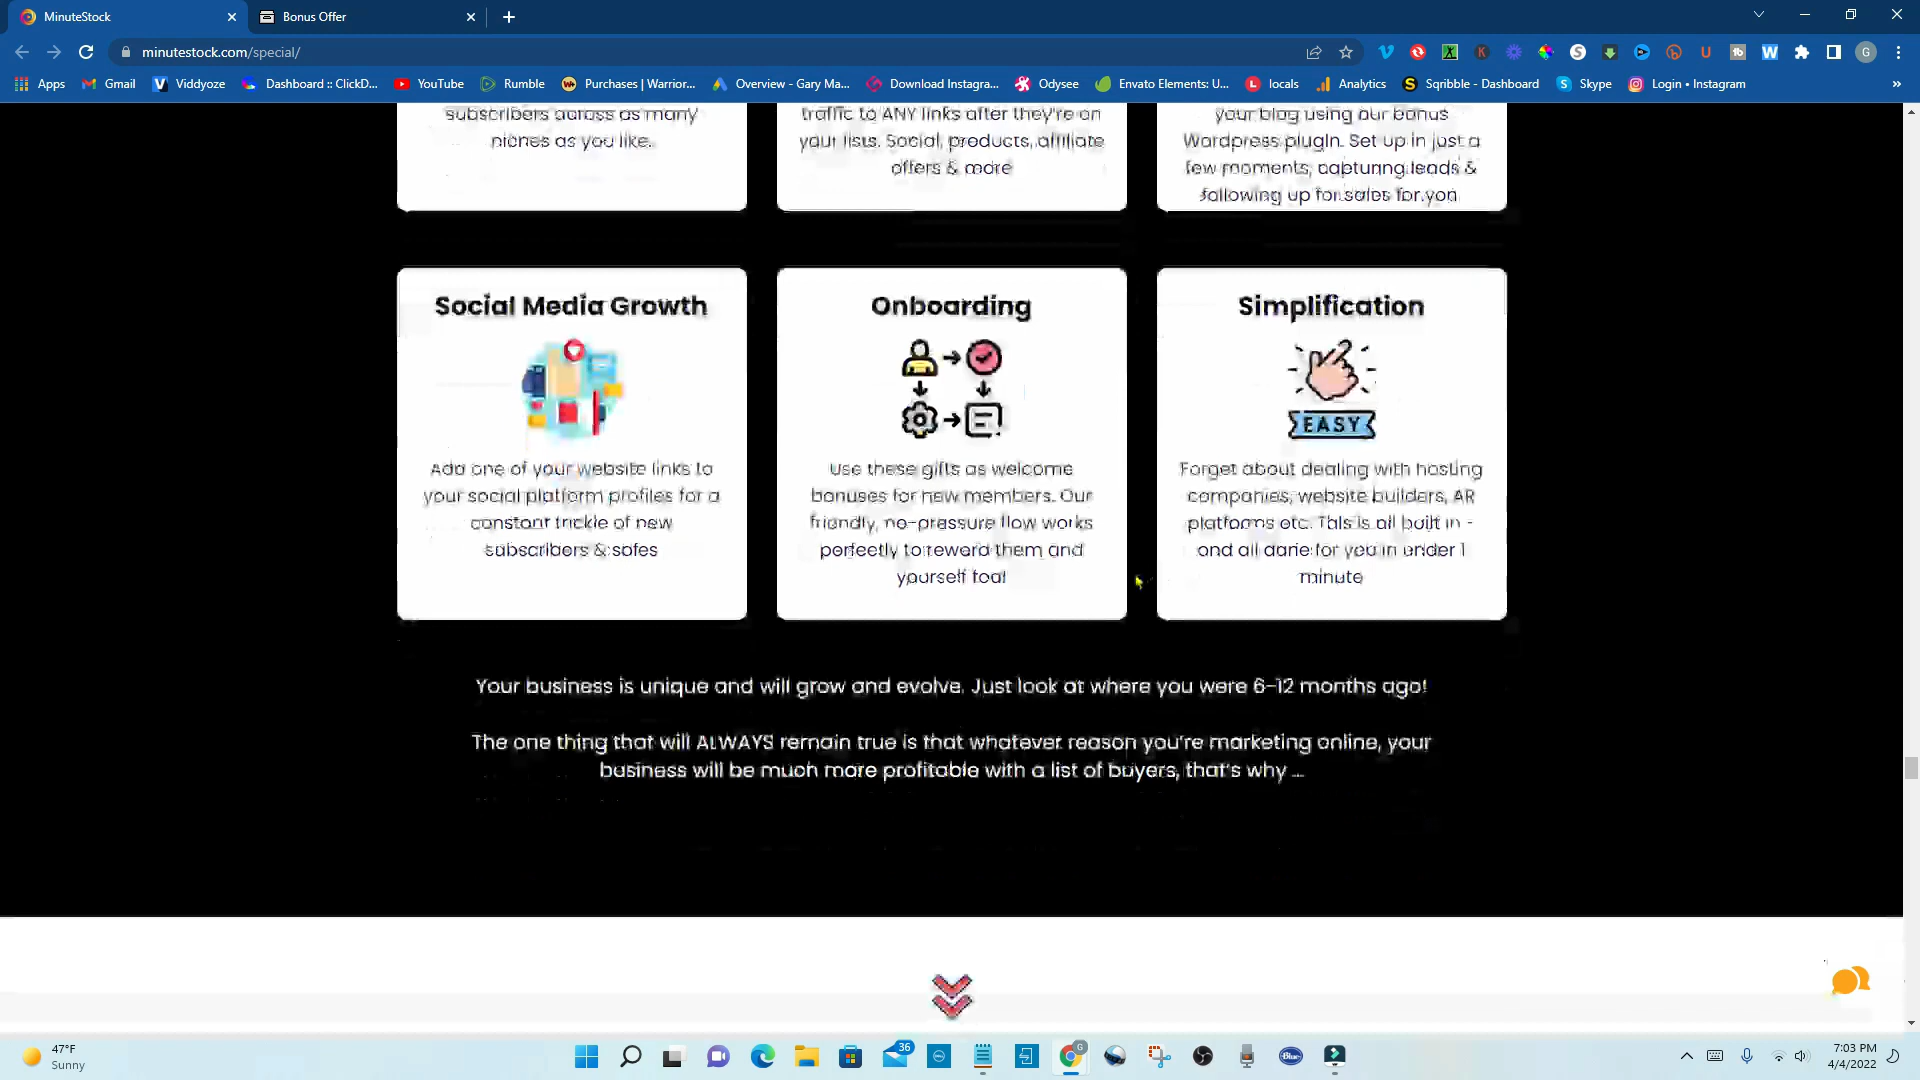 MinuteStock
Bonus Offer
minutestock.com/special/
G
Apps
Gmail
Viddyoze
Dashboard :: ClickD...
YouTube
Rumble
Purchases | Warrior...
Overview - Gary Ma...
Download Instagra...
Odysee
Envato Elements: U...
locals
Analytics
Sqribble - Dashboard
Skype
Login • Instagram
»
subscribers across as many
niches as you like.
traffic to ANY links after they're on
your lists. Social, products, affiliate
offers & more
your blog using our bonus
Wordpress plugin. Set up in just a
few moments, capturing leads &
following up for sales for you
Social Media Growth
Add one of your website links to
your social platform profiles for a
constant trickle of new
subscribers & sales
Onboarding
Use these gifts as welcome
bonuses for new members. Our
friendly, no-pressure flow works
perfectly to reward them and
yourself too!
Simplification
EASY
Forget about dealing with hosting
companies, website builders, AR
platforms etc. This is all built in -
and all done for you in under 1
minute
Your business is unique and will grow and evolve. Just look at where you were 6-12 months ago!
The one thing that will ALWAYS remain true is that whatever reason you're marketing online, your
business will be much more profitable with a list of buyers, that's why ...
47°F
Sunny
36
Blue
G
7:03 PM
4/4/2022